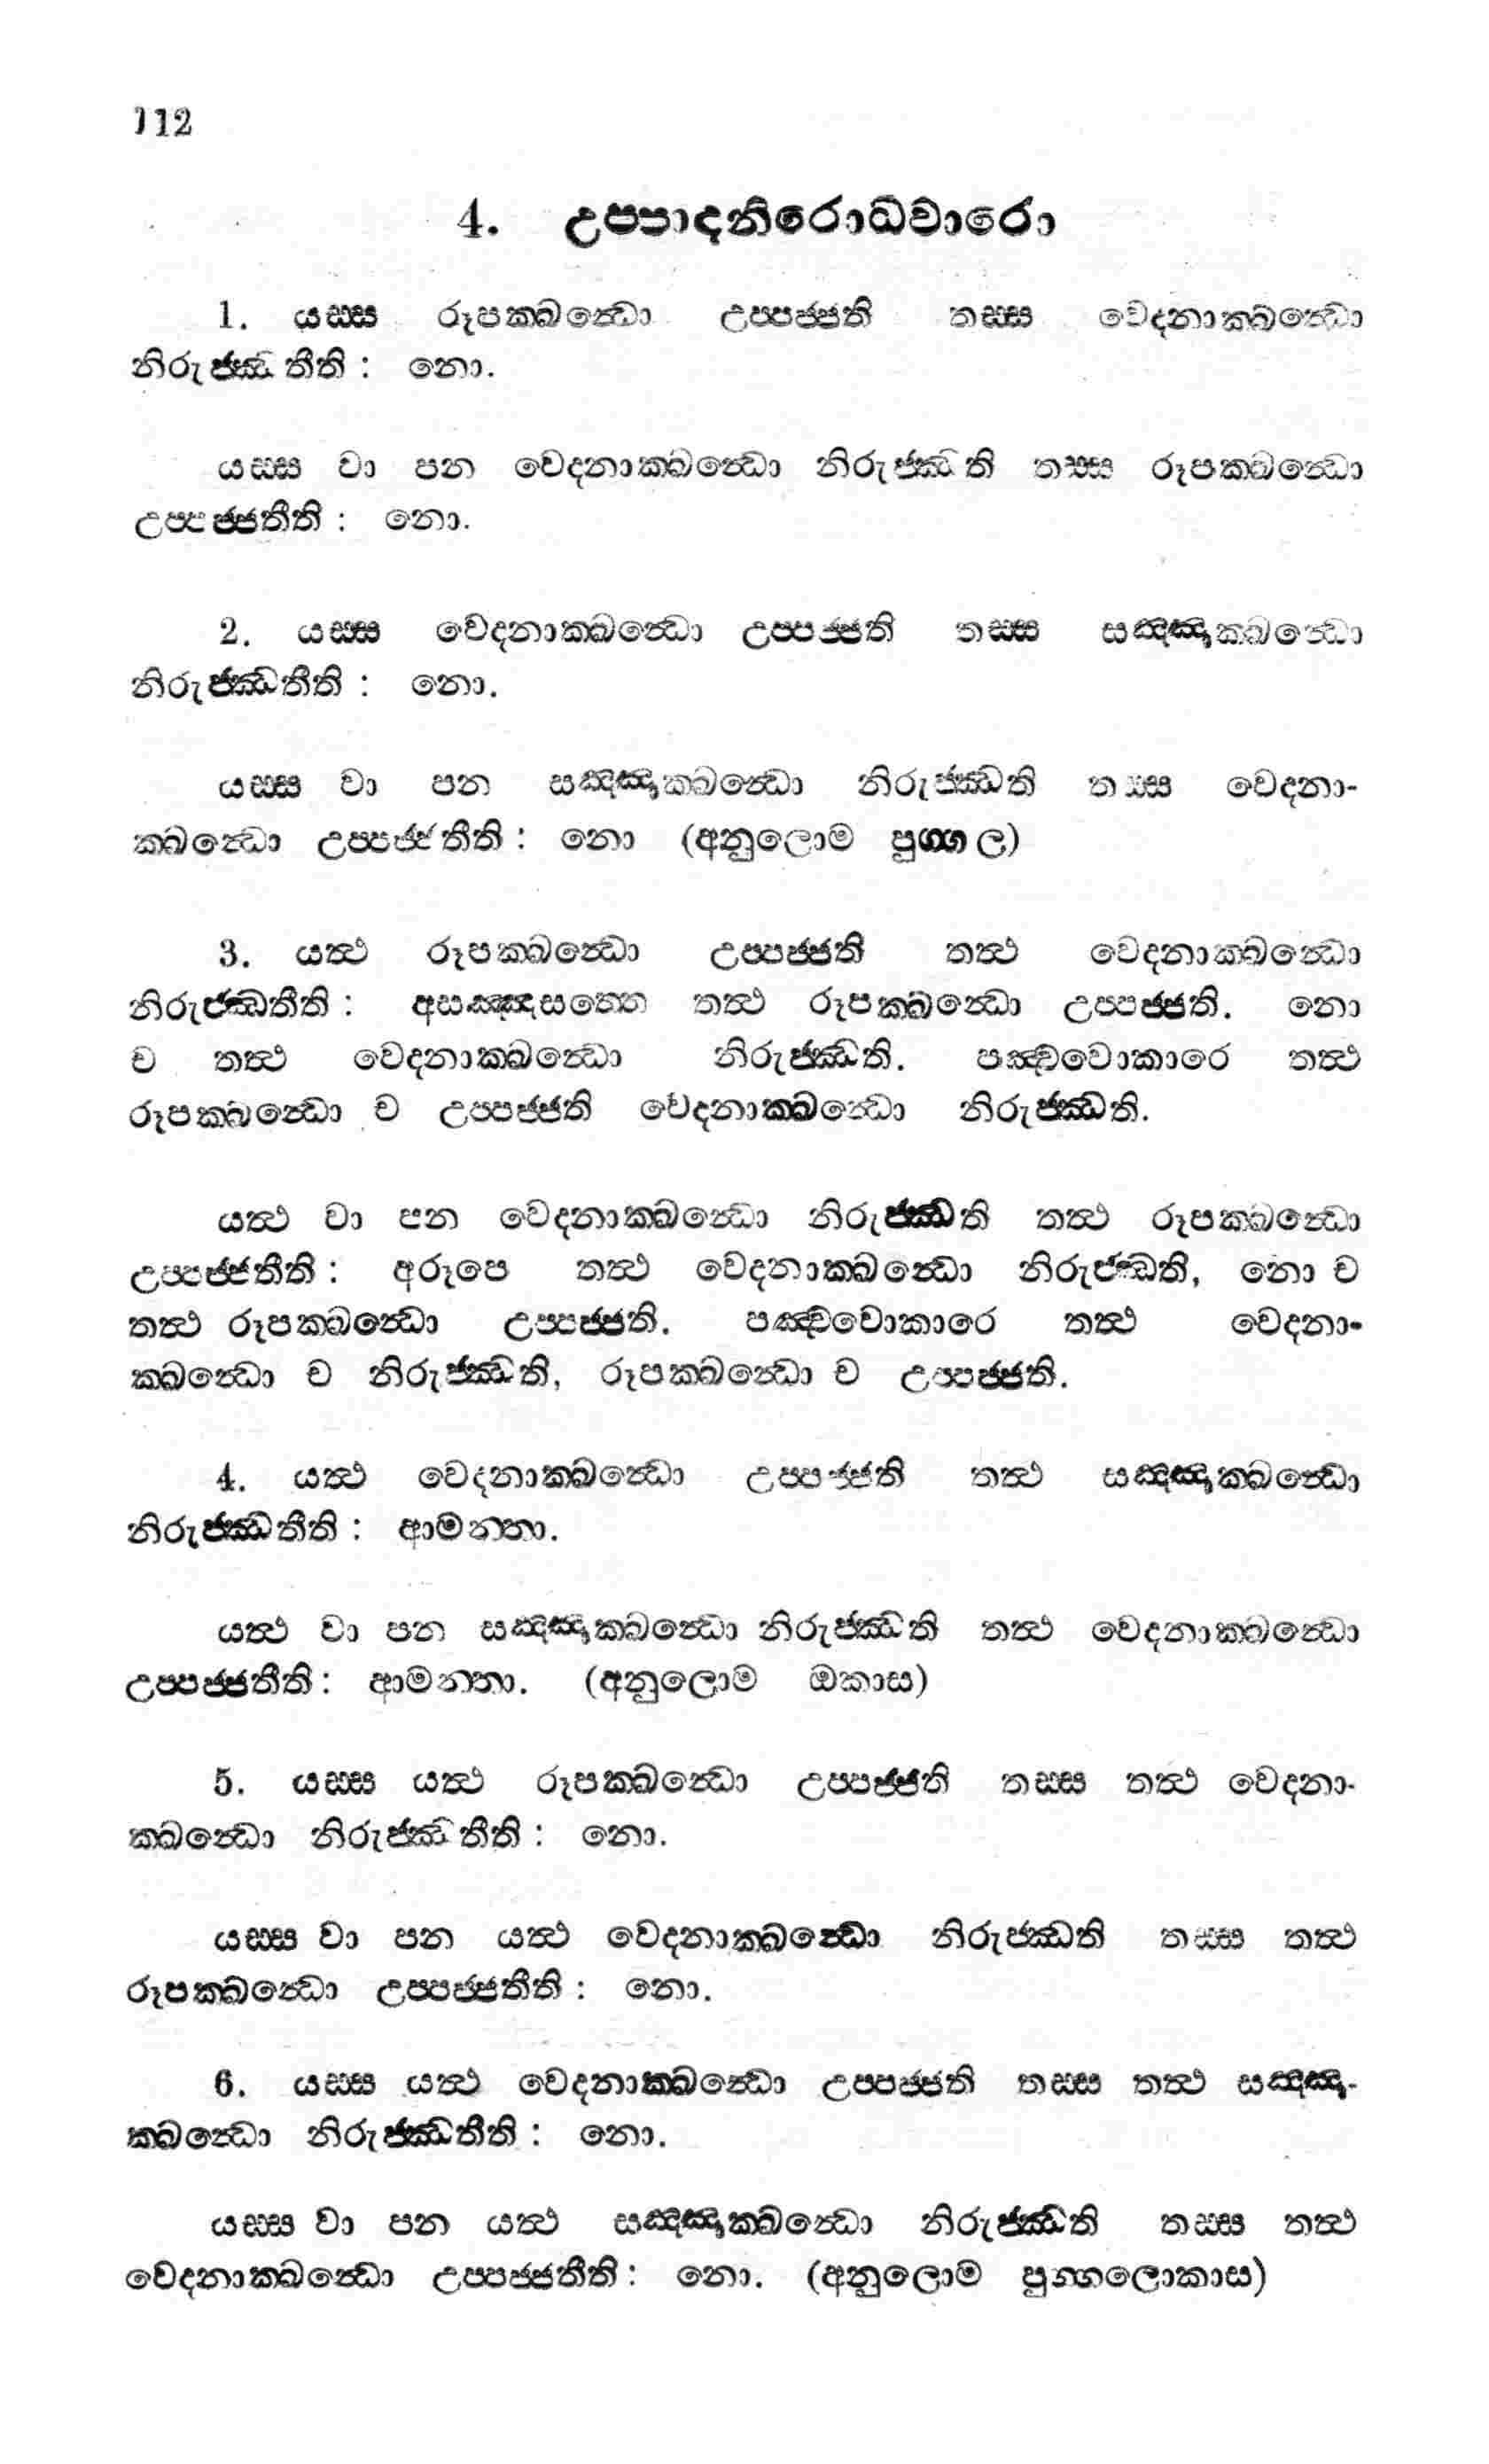 112
4. උප්පාදනිරොධවාරො
1. යස්ස රූපක්ඛන්ධො උප්පජ්ජති තස්ස වෙදනාක්ඛන්ධො
නිරුජ්ඣතීති : නො.
යස්ස වා පන වෙදනාක්ඛන්ධො නිරුජ්ඣති තස්ස රූපක්ඛන්ධො
උප්පජ්ජතීති : නො.
2. යස්ස වෙදනාක්ඛන්ධො උප්පජ්ජති තස්ස සඤ්ඤාක්ඛන්ධො
නිරුජ්ඣතීති : නො.
යස්ස වා පන සඤ්ඤාක්ඛන්ධො නිරුජ්ඣති තස්ස වෙදනා-
ක්ඛන්ධො උප්පජ්ජතීති : නො (අනුලොම පුග්ගල)
3. යත්ථ රූපක්ඛන්ධො උප්පජ්ජති තත්ථ වෙදනාක්ඛන්ධො
නිරුජ්ඣතීති : අසඤ්ඤසත්තෙ තත්ථ රූපක්ඛන්ධො උප්පජ්ජති. නො
ච තත්ථ වෙදනාක්ඛන්ධො නිරුජ්ඣති. පඤ්චවොකාරෙ තත්ථ
රූපක්ඛන්ධො ච උප්පජ්ජති වෙදනාක්ඛන්ධො නිරුජ්ඣති.
යත්ථ වා පන වෙදනාක්ඛන්ධො නිරුජ්ඣති තත්ථ රූපක්ඛන්ධො
උප්පජ්ජතීති : අරූපෙ තත්ථ වෙදනාක්ඛන්ධො නිරුජ්ඣති, නො ච
තත්ථ රූපක්ඛන්ධො උප්පජ්ජති. පඤ්චවොකාරෙ තත්ථ වෙදනා-
ක්ඛන්ධො ච නිරුජ්ඣති, රූපක්ඛන්ධො ච උප්පජ්ජති.
4. යත්ථ වෙදනාක්ඛන්ධො උප්පජ්ජති තත්ථ සඤ්ඤාක්ඛන්ධො
නිරුජ්ඣතීති : ආමන්තා.
යත්ථ වා පන සඤ්ඤාක්ඛන්ධො නිරුජ්ඣති තත්ථ වෙදනාක්ඛන්ධො
උප්පජ්ජතීති : ආමන්තා. (අනුලොම ඔකාස)
5. යස්ස යත්ථ රූපක්ඛන්ධො උප්පජ්ජති තස්ස තත්ථ වෙදනා-
ක්ඛන්ධො නිරුජ්ඣතීති : නො.
යස්ස වා පන යත්ථ වෙදනාක්ඛන්ධො නිරුජ්ඣති තස්ස තත්ථ
රූපක්ඛන්ධො උප්පජ්ජතීති : නො.
6. යස්ස යත්ථ වෙදනාක්ඛන්ධො උප්පජ්ජති තස්ස තත්ථ සඤ්ඤා-
ක්ඛන්ධො නිරුජ්ඣතීති : නො.
යස්ස වා පන යත්ථ සඤ්ඤාක්ඛන්ධො නිරුජ්ඣති තස්ස තත්ථ
වෙදනාක්ඛන්ධො උප්පජ්ජතීති : නො. (අනුලොම පුග්ගලොකාස)